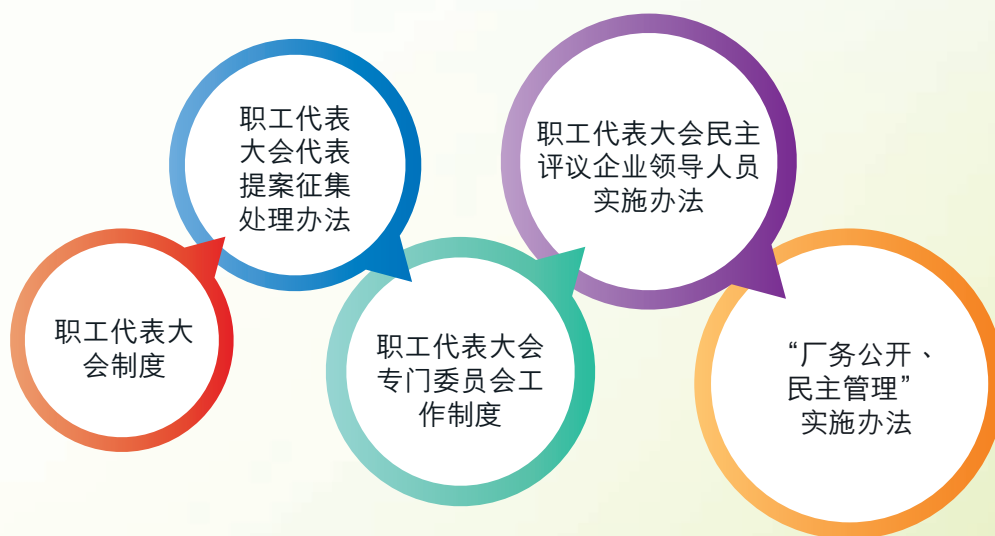 职工代表大
会制度
职工代表
大会代表
提案征集
处理办法
职工代表大会
专门委员会工
作制度
职工代表大会民主
评议企业领导人员
实施办法
“厂务公开、
民主管理”
实施办法